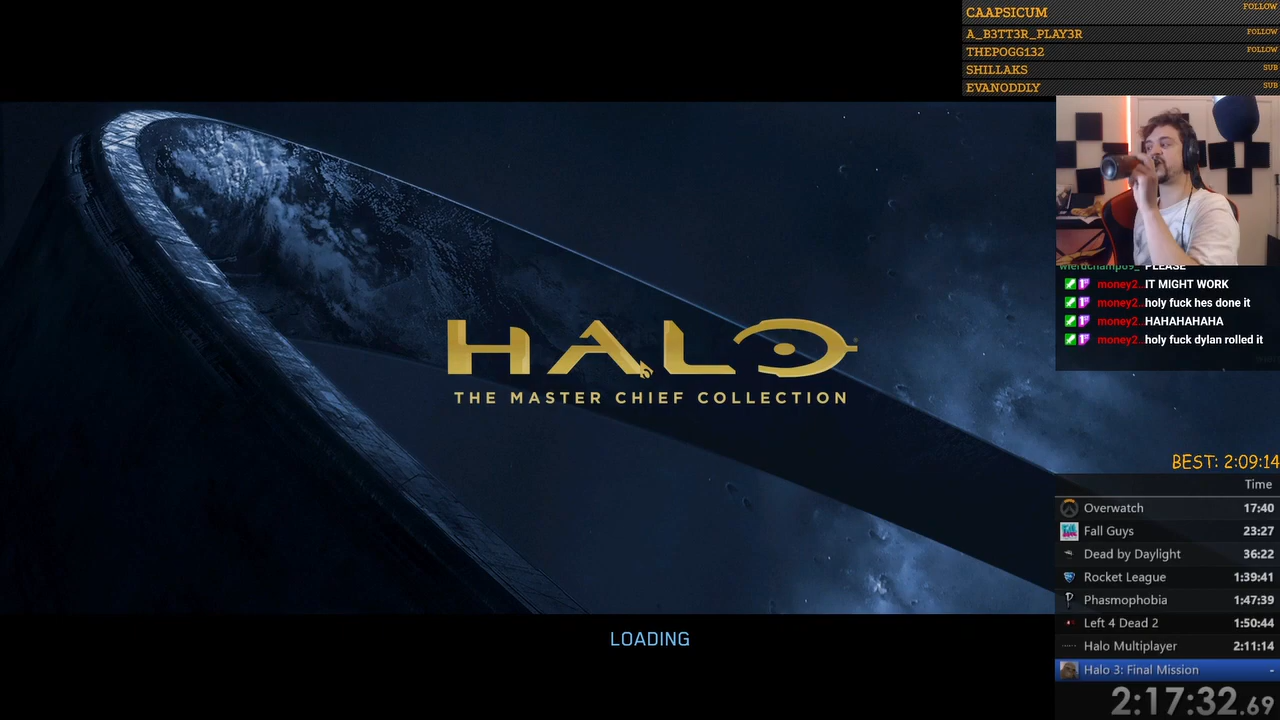 CAAPSICUM FOLLOW
A_B3TT3R_PLAY3R FOLLOW
THEPOGG132 FOLLOW
SHILLAKS SUB
EVANODDLY SUB
PLEASE
money2.. IT MIGHT WORK
money2.. holy fuck hes done it
money2.. HAHAHAHAHA
money2.. holy fuck dylan rolled it
HALO
THE MASTER CHIEF COLLECTION
LOADING
BEST: 2:09:14
Time
Overwatch 17:40
Fall Guys 23:27
Dead by Daylight 36:22
Rocket League 1:39:41
Phasmophobia 1:47:39
Left 4 Dead 2 1:50:44
Halo Multiplayer 2:11:14
Halo 3: Final Mission -
2:17:32.69